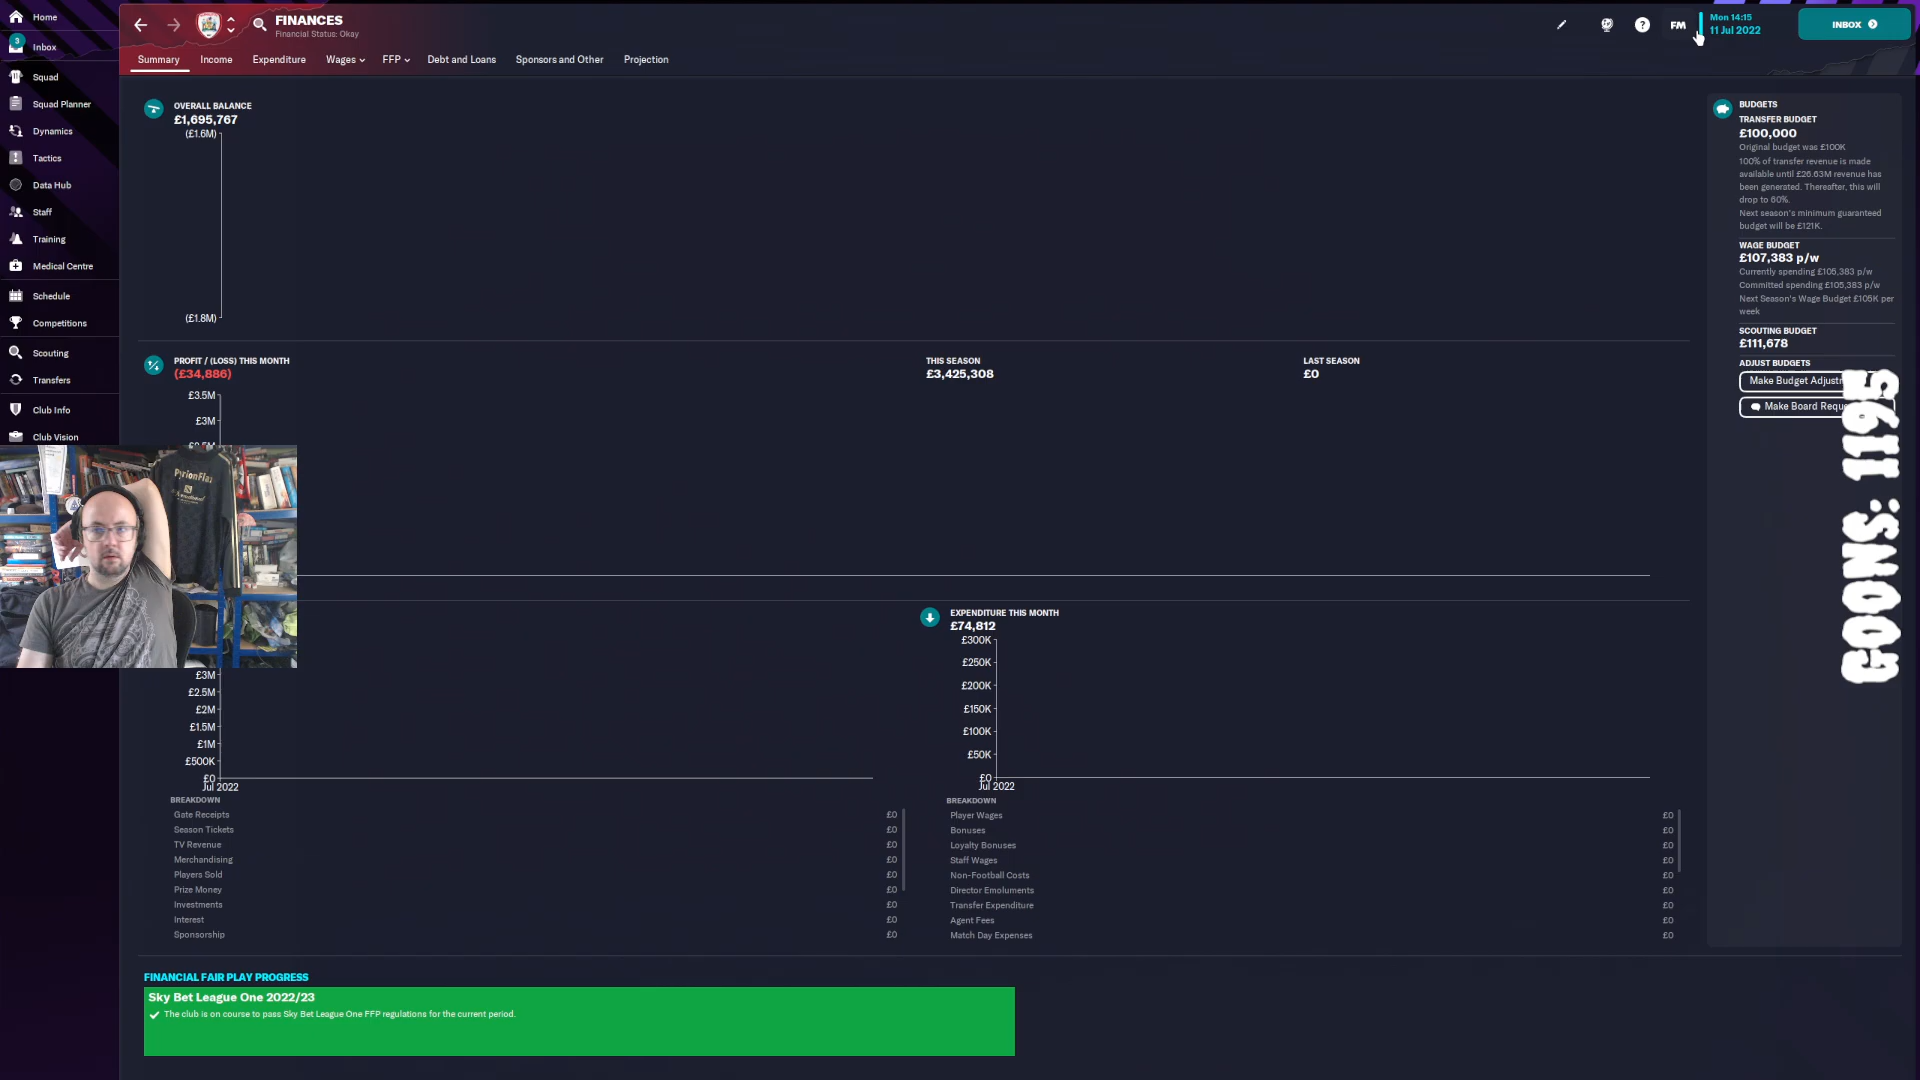 Home
3
Inbox
Squad
Squad Planner
Dynamics
Tactics
Data Hub
Staff
Training
Medical Centre
Schedule
Competitions
Scouting
Transfers
Club Info
Club Vision
FINANCES
Financial Status: Okay
FM
Mon 14:15
11 Jul 2022
INBOX
Summary
Income
Expenditure
Wages
FFP
Debt and Loans
Sponsors and Other
Projection
OVERALL BALANCE
£1,695,767
(£1.6M)
(£1.8M)
PROFIT / (LOSS) THIS MONTH
(£34,886)
THIS SEASON
£3,425,308
LAST SEASON
£0
£3.5M
£3M
£3M
£2.5M
£2M
£1.5M
£1M
£500K
£0
Jul 2022
BREAKDOWN
Gate Receipts £0
Season Tickets £0
TV Revenue £0
Merchandising £0
Players Sold £0
Prize Money £0
Investments £0
Interest £0
Sponsorship £0
EXPENDITURE THIS MONTH
£74,812
£300K
£250K
£200K
£150K
£100K
£50K
£0
Jul 2022
BREAKDOWN
Player Wages £0
Bonuses £0
Loyalty Bonuses £0
Staff Wages £0
Non-Football Costs £0
Director Emoluments £0
Transfer Expenditure £0
Agent Fees £0
Match Day Expenses £0
FINANCIAL FAIR PLAY PROGRESS
Sky Bet League One 2022/23
The club is on course to pass Sky Bet League One FFP regulations for the current period.
BUDGETS
TRANSFER BUDGET
£100,000
Original budget was £100K
100% of transfer revenue is made
available until £26.63M revenue has
been generated. Thereafter, this will
drop to 60%.
Next season's minimum guaranteed
budget will be £121K.
WAGE BUDGET
£107,383 p/w
Currently spending £105,383 p/w
Committed spending £105,383 p/w
Next Season's Wage Budget £105K per
week
SCOUTING BUDGET
£111,678
ADJUST BUDGETS
Make Budget Adjustm
Make Board Reque
GOONS: 1195
PyrionFlax